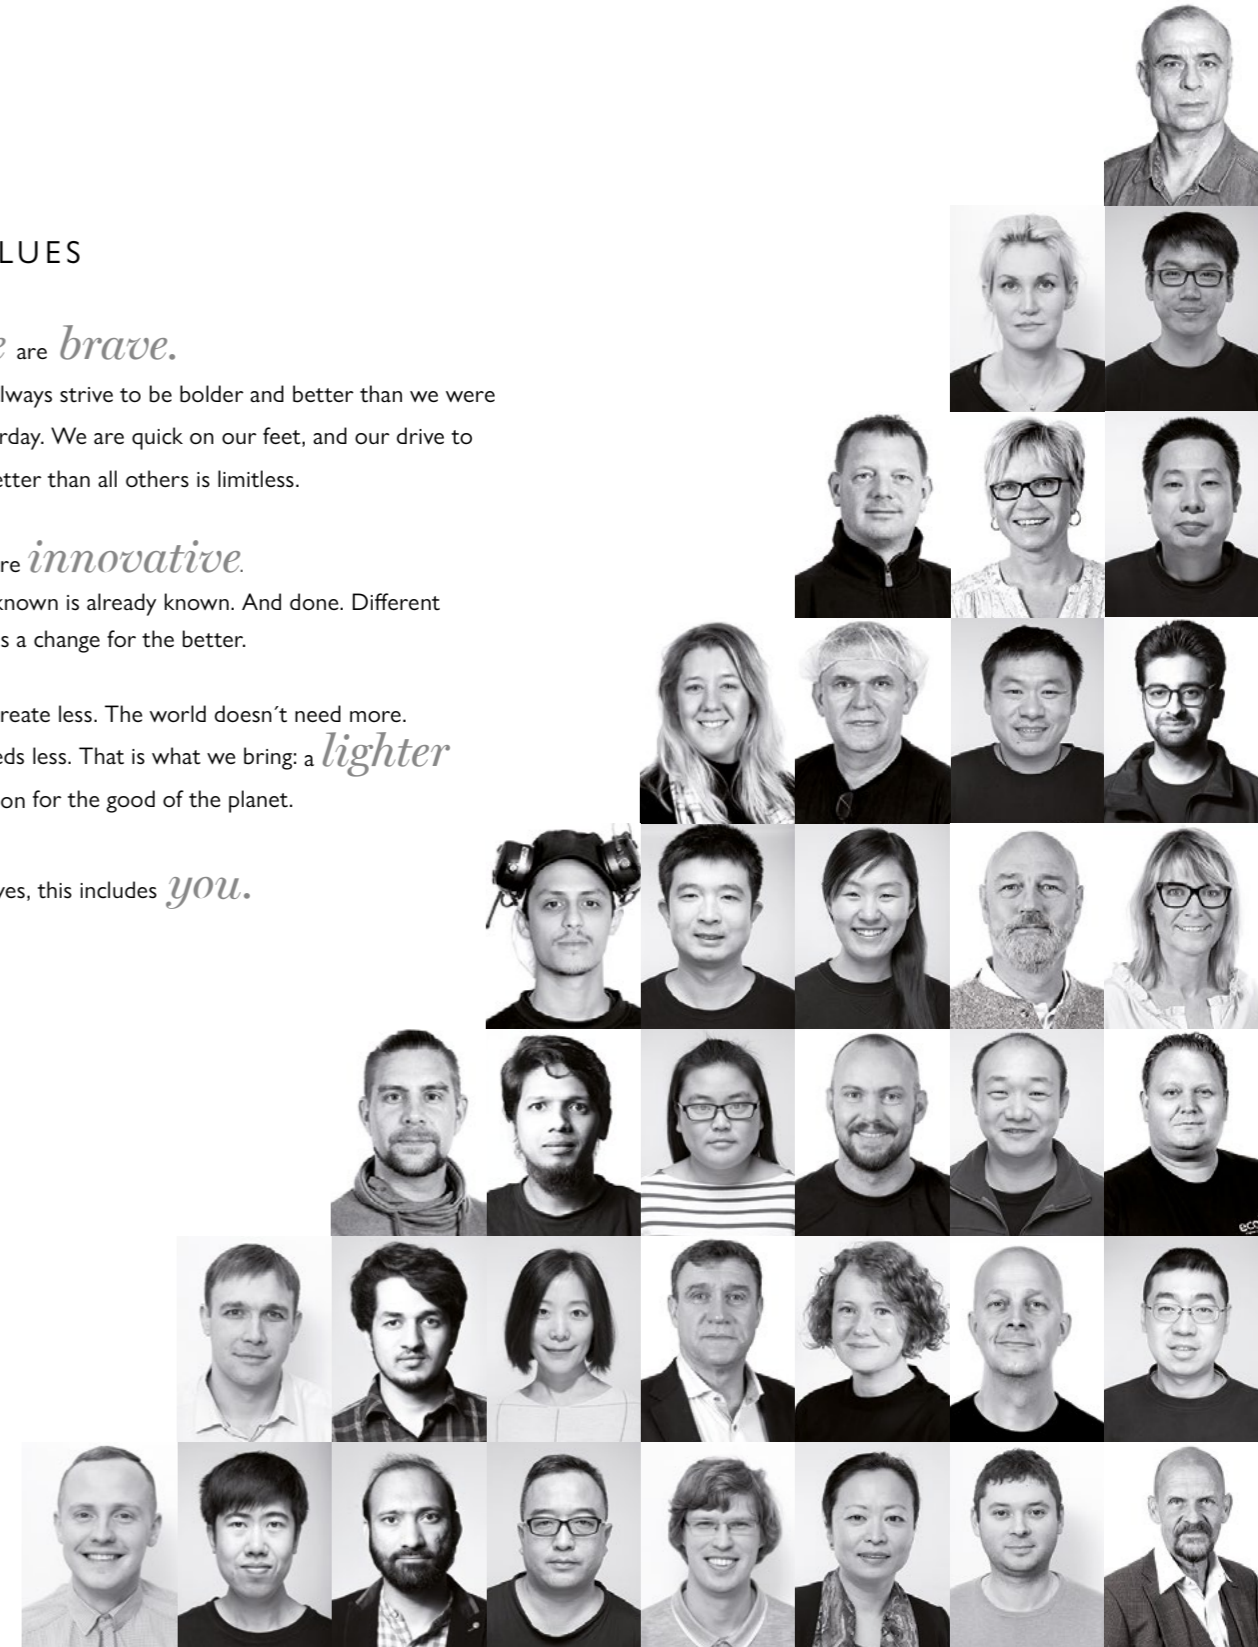 LUES
e are brave.
lways strive to be bolder and better than we were
rday. We are quick on our feet, and our drive to
etter than all others is limitless.
re innovative.
known is already known. And done. Different
s a change for the better.
reate less. The world doesn´t need more.
eds less. That is what we bring: a lighter
on for the good of the planet.
yes, this includes you.
eco